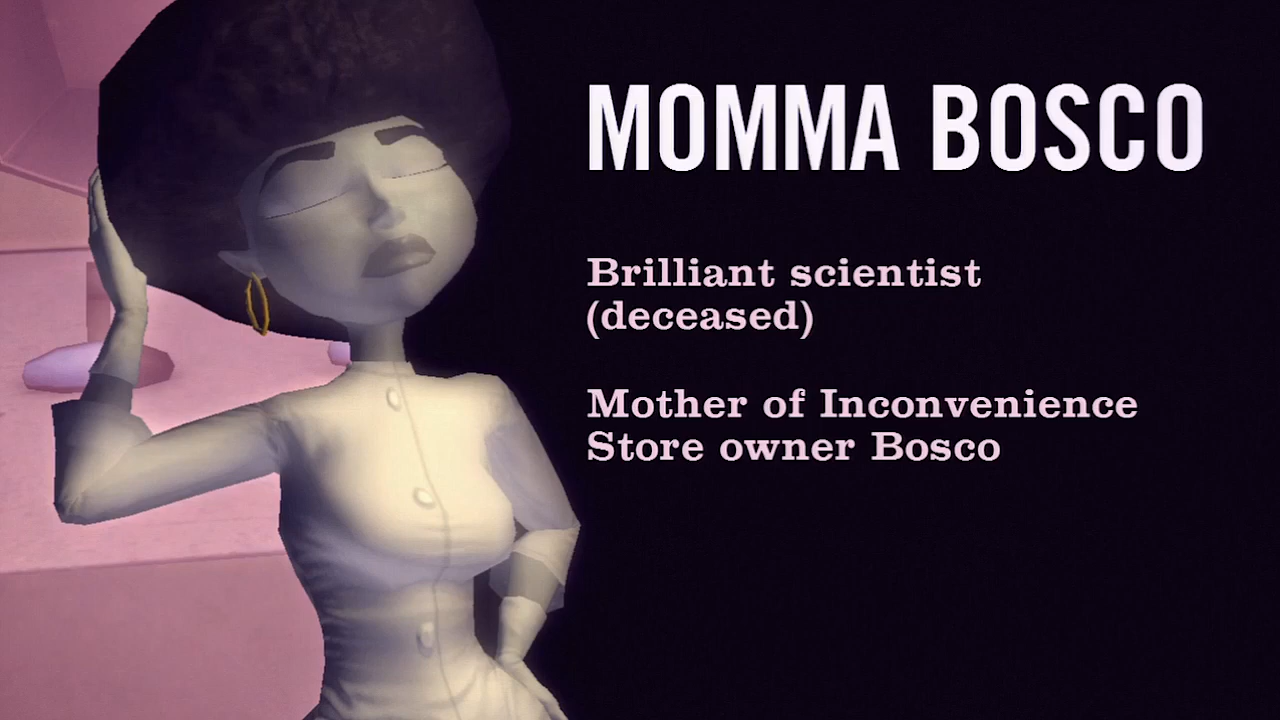 MOMMA BOSCO
Brilliant scientist
(deceased)
Mother of Inconvenience
Store owner Bosco